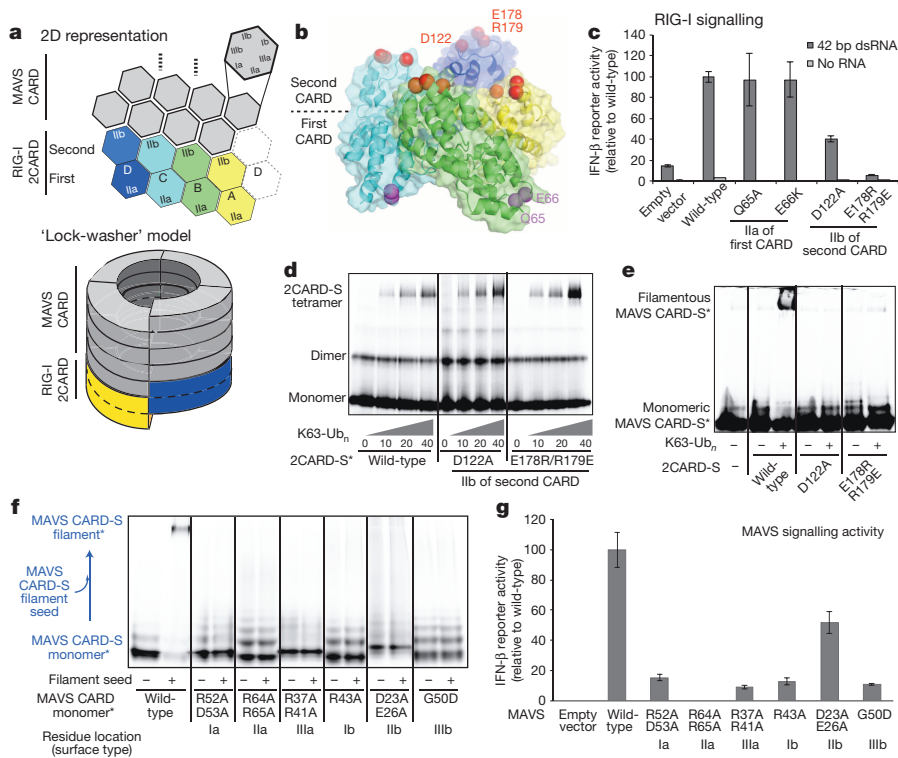 a
2D representation
MAVS CARD
RIG-I 2CARD
Second
First
IIIb Ib
IIb
Ia IIIa
IIa
IIb IIb IIb IIb
D C B A D
IIa IIa IIa IIa
'Lock-washer' model
MAVS CARD
RIG-I 2CARD
b
D122
E178
R179
Second CARD
First CARD
E66
Q65
c
RIG-I signalling
IFN-β reporter activity
(relative to wild-type)
140
120
100
80
60
40
20
0
42 bp dsRNA
No RNA
Empty vector
Wild-type
Q65A
E66K
D122A
E178R
R179E
IIa of first CARD
IIb of second CARD
d
2CARD-S tetramer
Dimer
Monomer
K63-Ubn
0 10 20 40 0 10 20 40 0 10 20 40
2CARD-S*
Wild-type D122A E178R/R179E
IIb of second CARD
e
Filamentous MAVS CARD-S*
Monomeric MAVS CARD-S*
K63-Ubn – – + – + – +
2CARD-S – Wild-type D122A E178R R179E
f
MAVS CARD-S filament*
MAVS CARD-S filament seed
MAVS CARD-S monomer*
Filament seed
– + – + – + – + – + – + – +
MAVS CARD monomer*
Wild-type
R52A D53A
R64A R65A
R37A R41A
R43A
D23A E26A
G50D
Residue location (surface type)
Ia IIa IIIa Ib IIb IIIb
g
MAVS signalling activity
IFN-β reporter activity
(relative to wild-type)
120
100
80
60
40
20
0
MAVS
Empty vector
Wild-type
R52A D53A
R64A R65A
R37A R41A
R43A
D23A E26A
G50D
Ia IIa IIIa Ib IIb IIIb